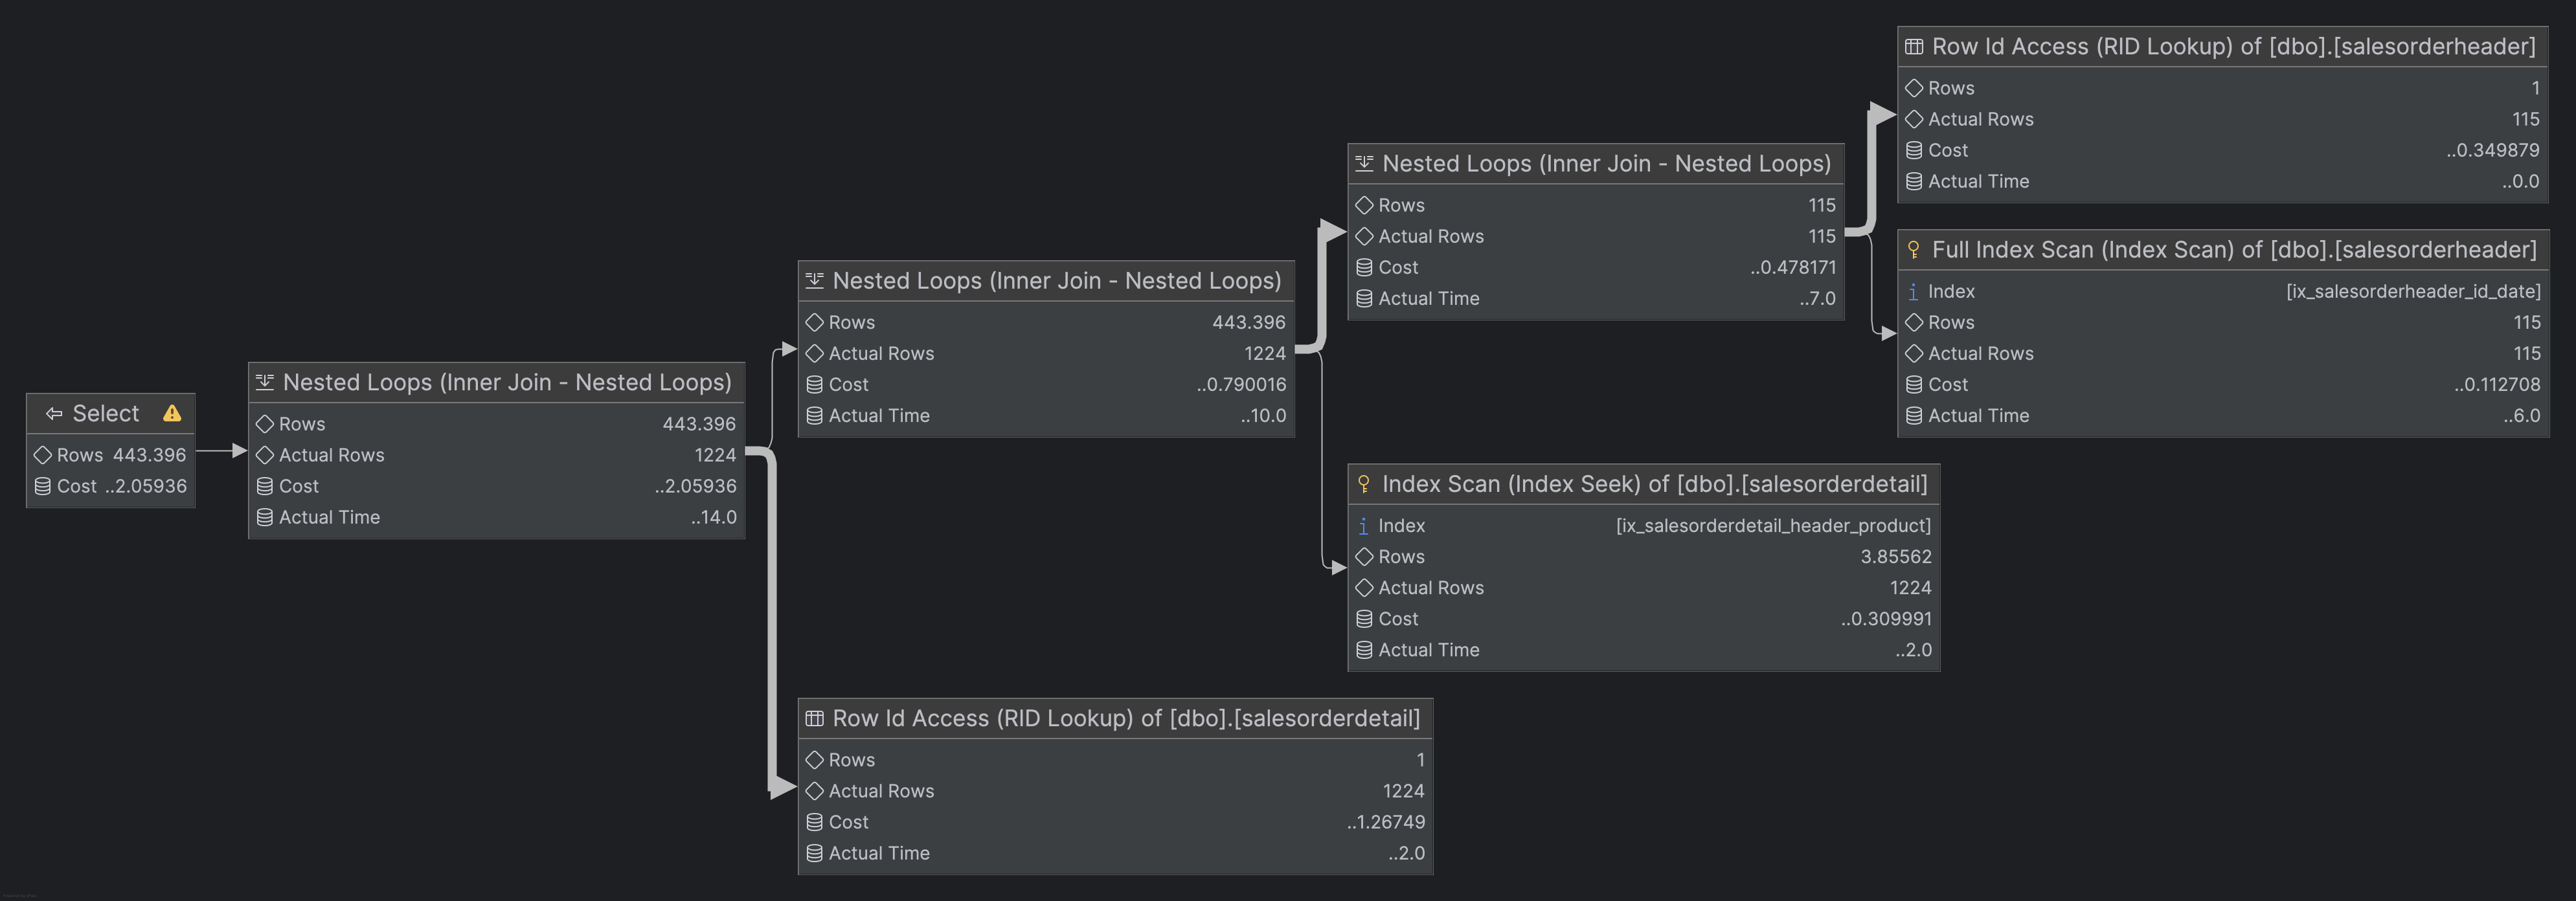 Select
Rows 443.396
Cost ..2.05936
Nested Loops (Inner Join - Nested Loops)
Rows 443.396
Actual Rows 1224
Cost ..2.05936
Actual Time ..14.0
Nested Loops (Inner Join - Nested Loops)
Rows 443.396
Actual Rows 1224
Cost ..0.790016
Actual Time ..10.0
Nested Loops (Inner Join - Nested Loops)
Rows 115
Actual Rows 115
Cost ..0.478171
Actual Time ..7.0
Row Id Access (RID Lookup) of [dbo].[salesorderheader]
Rows 1
Actual Rows 115
Cost ..0.349879
Actual Time ..0.0
Full Index Scan (Index Scan) of [dbo].[salesorderheader]
Index [ix_salesorderheader_id_date]
Rows 115
Actual Rows 115
Cost ..0.112708
Actual Time ..6.0
Index Scan (Index Seek) of [dbo].[salesorderdetail]
Index [ix_salesorderdetail_header_product]
Rows 3.85562
Actual Rows 1224
Cost ..0.309991
Actual Time ..2.0
Row Id Access (RID Lookup) of [dbo].[salesorderdetail]
Rows 1
Actual Rows 1224
Cost ..1.26749
Actual Time ..2.0